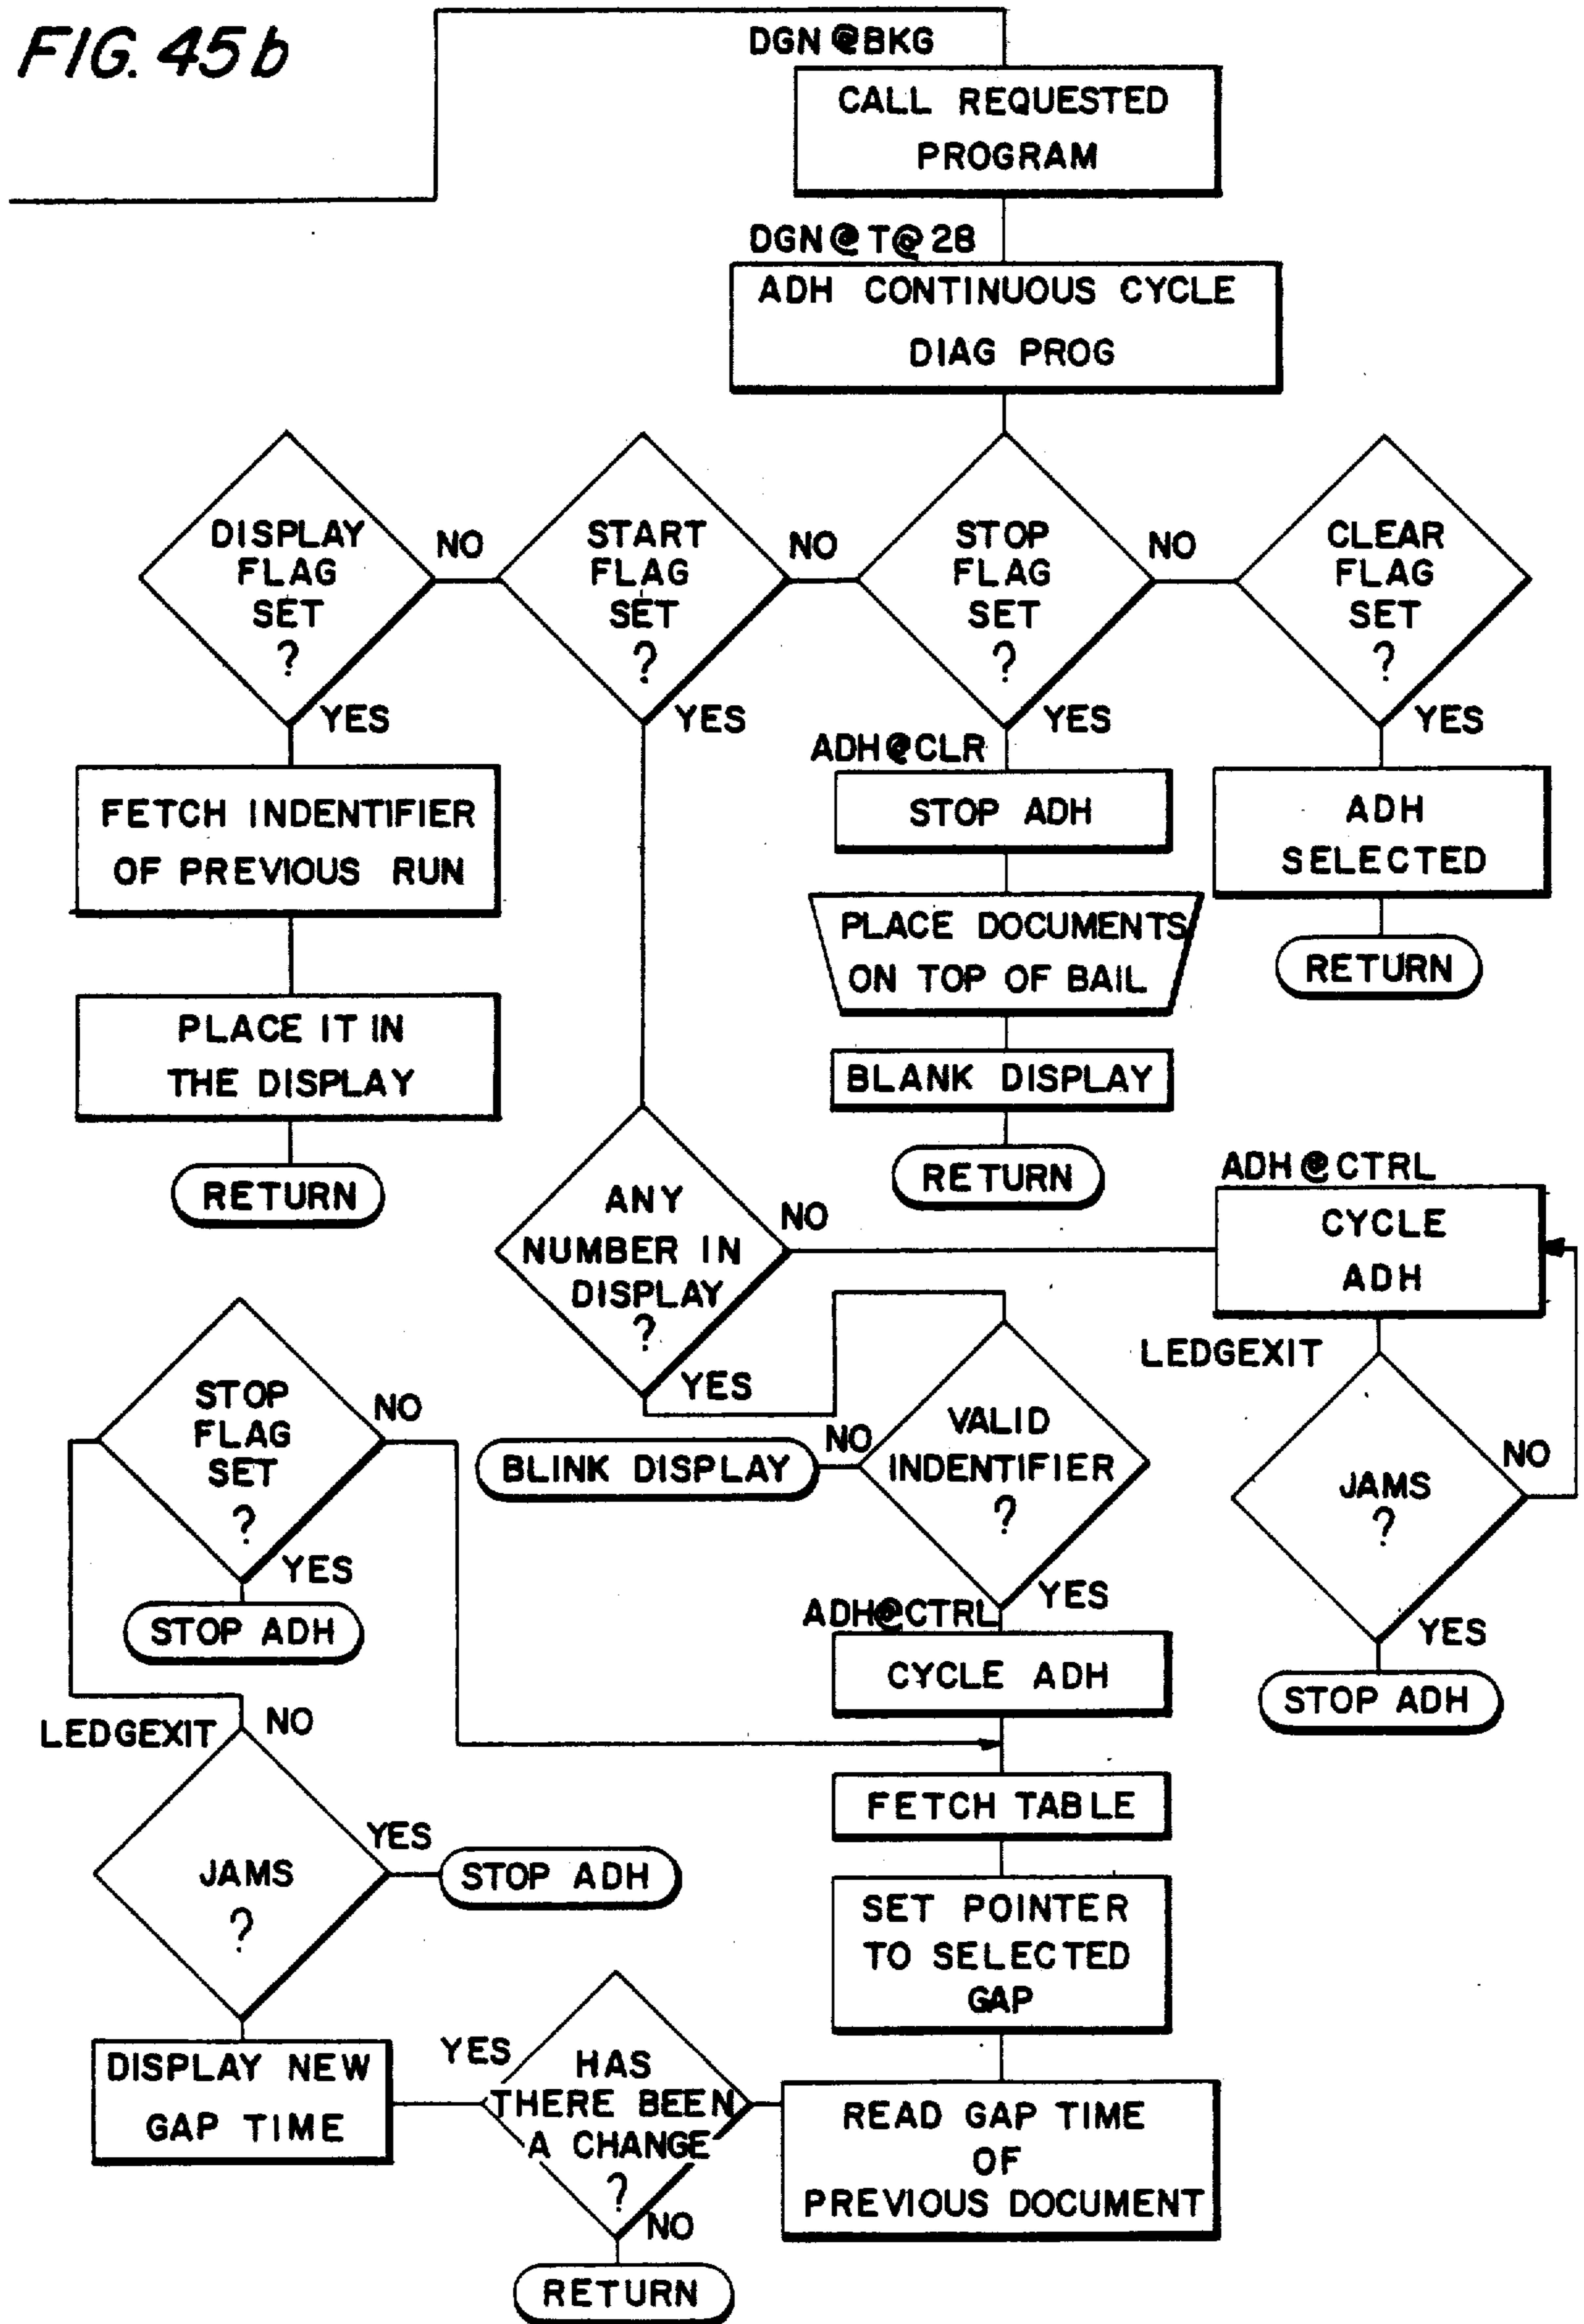 FIG. 45b
DGN@BKG
CALL REQUESTED
PROGRAM
DGN@T@28
ADH CONTINUOUS CYCLE
DIAG PROG
DISPLAY
FLAG
SET
?
NO
YES
START
FLAG
SET
?
NO
YES
STOP
FLAG
SET
?
NO
YES
CLEAR
FLAG
SET
?
YES
FETCH INDENTIFIER
OF PREVIOUS RUN
PLACE IT IN
THE DISPLAY
RETURN
ADH@CLR
STOP ADH
PLACE DOCUMENTS
ON TOP OF BAIL
BLANK DISPLAY
RETURN
ADH
SELECTED
RETURN
ANY
NUMBER IN
DISPLAY
?
NO
YES
ADH@CTRL
CYCLE
ADH
LEDGEXIT
JAMS
?
NO
YES
STOP ADH
VALID
INDENTIFIER
?
NO
BLINK DISPLAY
YES
ADH@CTRL
CYCLE ADH
STOP
FLAG
SET
?
NO
YES
STOP ADH
FETCH TABLE
SET POINTER
TO SELECTED
GAP
LEDGEXIT
NO
JAMS
?
YES
STOP ADH
DISPLAY NEW
GAP TIME
YES
HAS
THERE BEEN
A CHANGE
?
NO
RETURN
READ GAP TIME
OF
PREVIOUS DOCUMENT